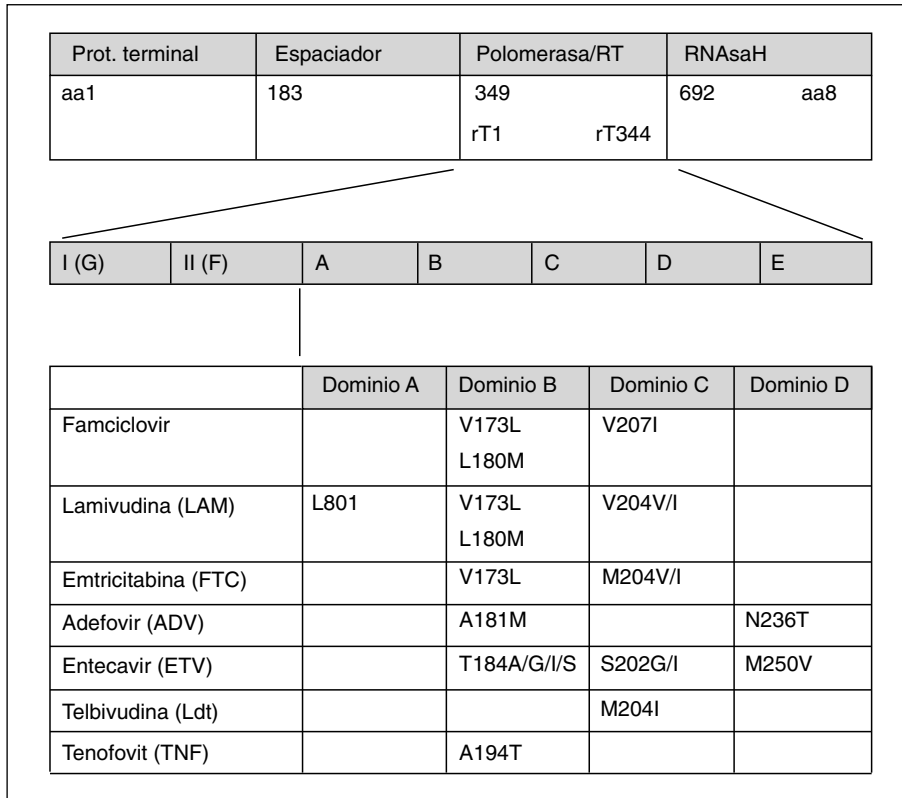 Prot. terminal Espaciador Polomerasa/RT RNAsaH
aa1 183 349 692 aa8
rT1 rT344
I (G) II (F) A B C D E
Dominio A Dominio B Dominio C Dominio D
Famciclovir V173L V207I
L180M
Lamivudina (LAM) L801 V173L V204V/I
L180M
Emtricitabina (FTC) V173L M204V/I
Adefovir (ADV) A181M N236T
Entecavir (ETV) T184A/G/I/S S202G/I M250V
Telbivudina (Ldt) M204I
Tenofovit (TNF) A194T